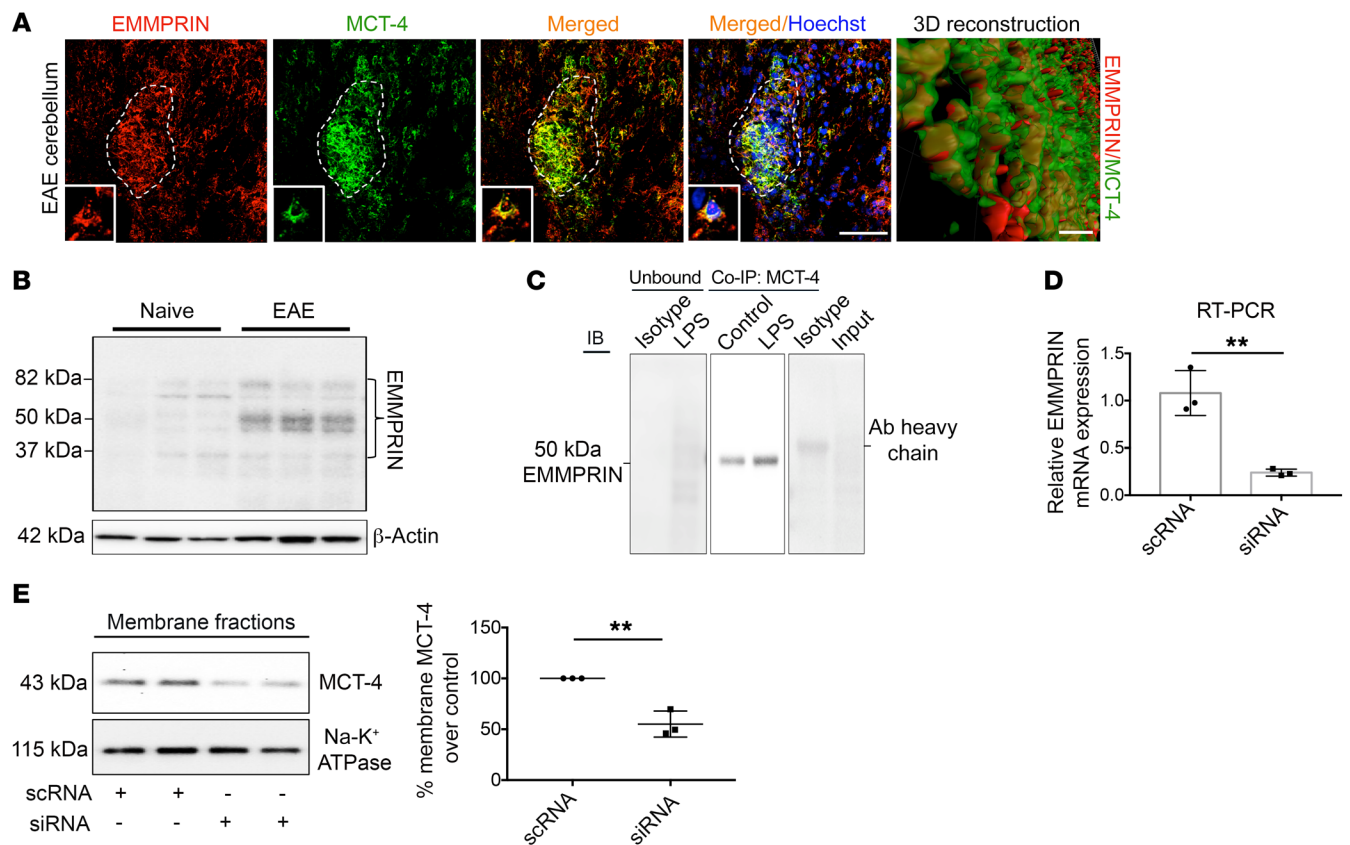 A
EMMPRIN
MCT-4
Merged
Merged/Hoechst
3D reconstruction
EAE cerebellum
EMMPRIN/MCT-4
B
Naive
EAE
82 kDa
50 kDa
37 kDa
EMMPRIN
42 kDa
β-Actin
C
Unbound
Co-IP: MCT-4
IB
Isotype
LPS
Control
LPS
Isotype
Input
50 kDa
EMMPRIN
Ab heavy
chain
D
RT-PCR
**
Relative EMMPRIN
mRNA expression
1.5
1.0
0.5
0.0
scRNA
siRNA
E
Membrane fractions
43 kDa
MCT-4
115 kDa
Na-K+
ATPase
scRNA + + - -
siRNA - - + +
% membrane MCT-4
over control
150
100
50
0
**
scRNA
siRNA